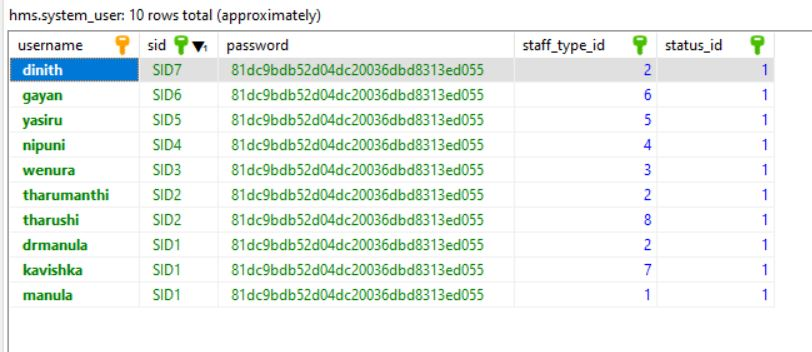 hms.system_user: 10 rows total (approximately)
username sid 1 password staff_type_id status_id
dinith SID7 81dc9bdb52d04dc20036dbd8313ed055 2 1
gayan SID6 81dc9bdb52d04dc20036dbd8313ed055 6 1
yasiru SID5 81dc9bdb52d04dc20036dbd8313ed055 5 1
nipuni SID4 81dc9bdb52d04dc20036dbd8313ed055 4 1
wenura SID3 81dc9bdb52d04dc20036dbd8313ed055 3 1
tharumanthi SID2 81dc9bdb52d04dc20036dbd8313ed055 2 1
tharushi SID2 81dc9bdb52d04dc20036dbd8313ed055 8 1
drmanula SID1 81dc9bdb52d04dc20036dbd8313ed055 2 1
kavishka SID1 81dc9bdb52d04dc20036dbd8313ed055 7 1
manula SID1 81dc9bdb52d04dc20036dbd8313ed055 1 1